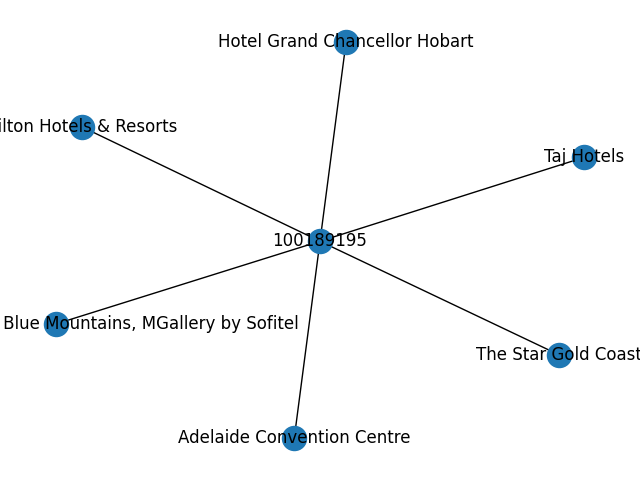 Hotel Grand Chancellor Hobart
ilton Hotels & Resorts
Taj Hotels
100189195
Blue Mountains, MGallery by Sofitel
The Star Gold Coast
Adelaide Convention Centre